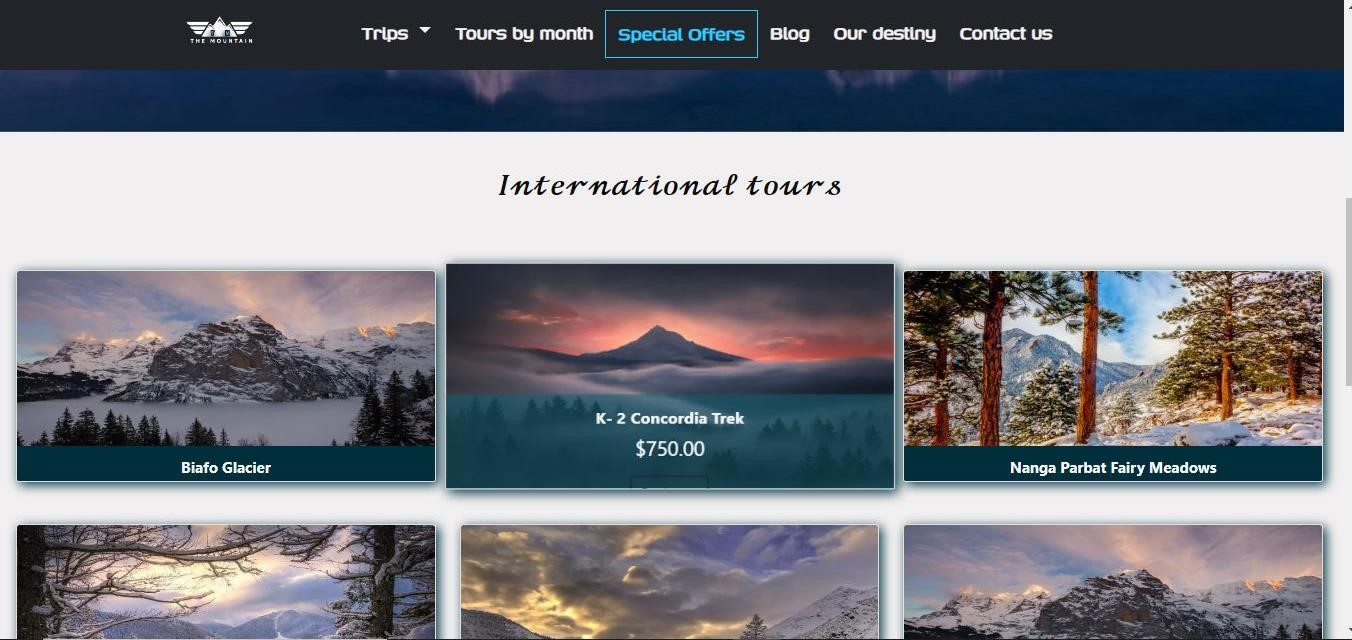 THE MOUNTAIN
Trips
Tours by month
Special Offers
Blog
Our destiny
Contact us
International tours
Biafo Glacier
K- 2 Concordia Trek
$750.00
Nanga Parbat Fairy Meadows